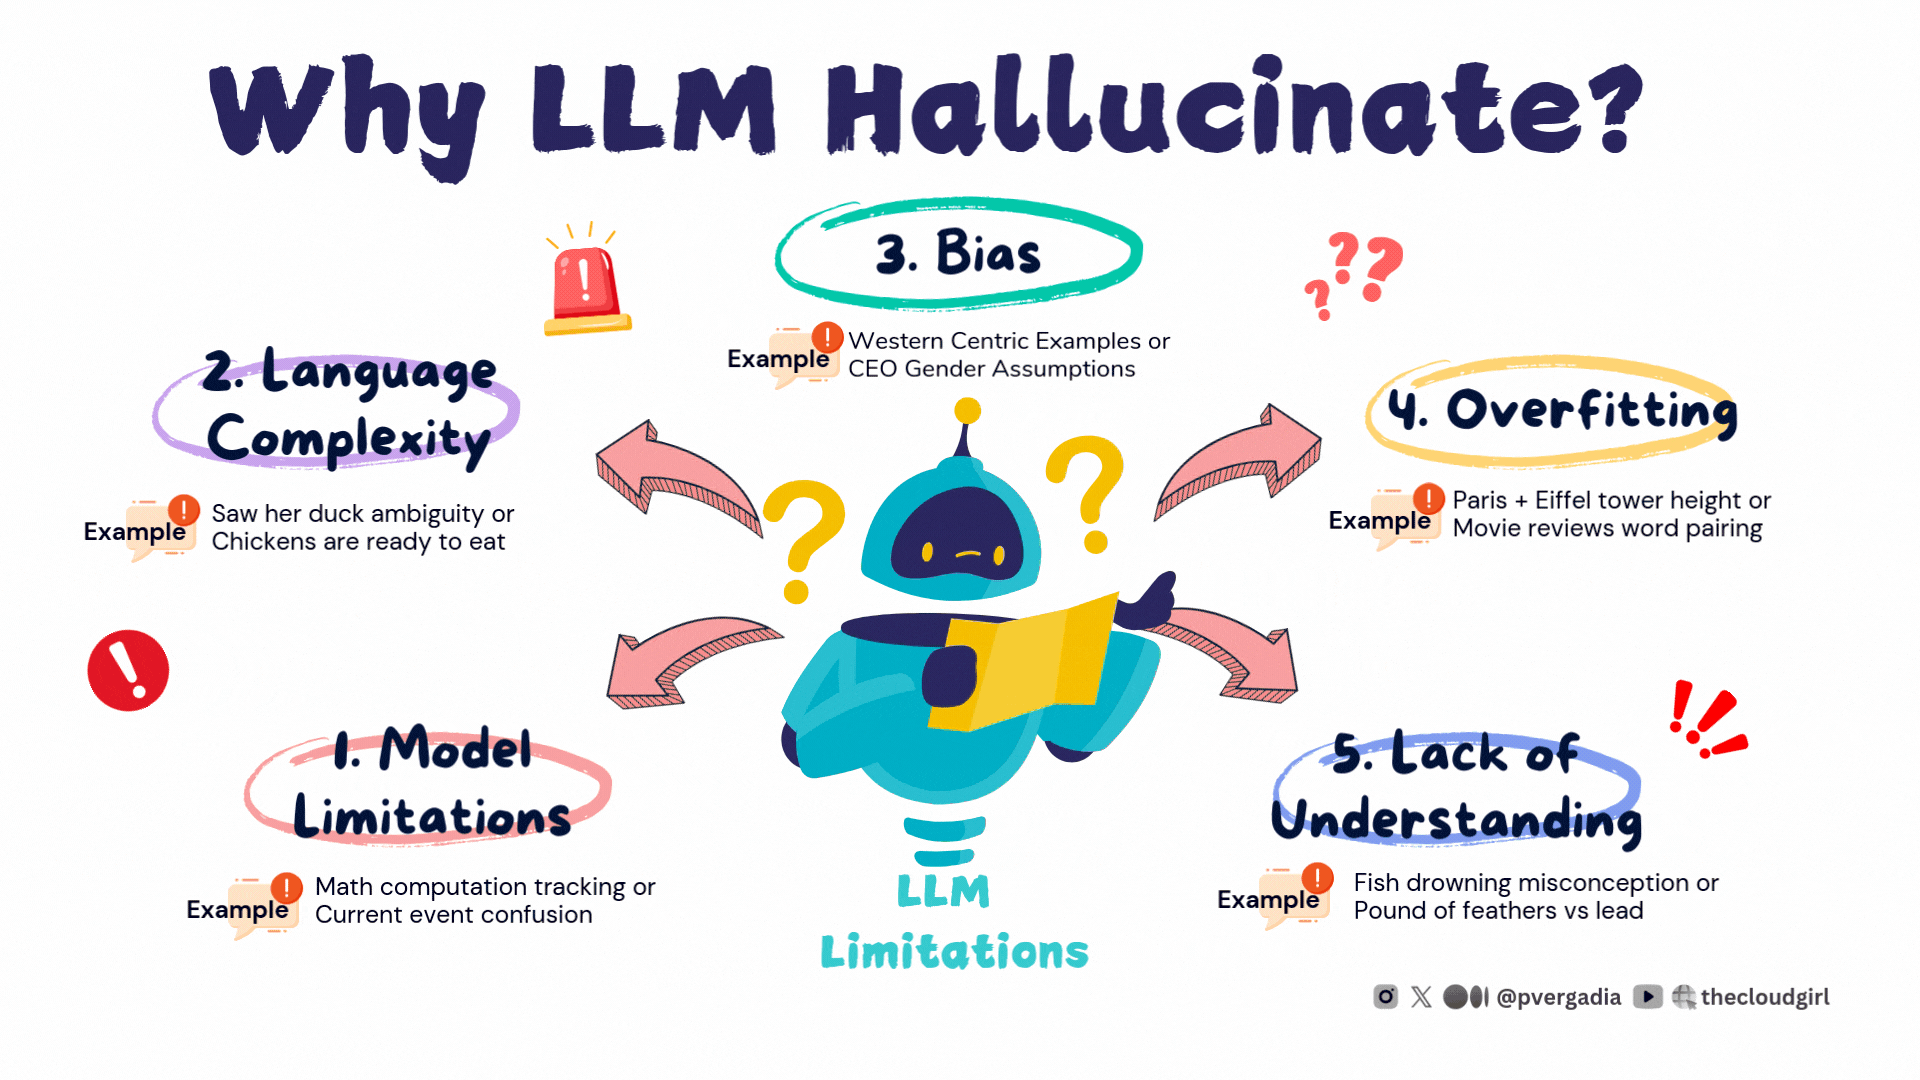 Why LLM Hallucinate?
3. Bias
Example
Western Centric Examples or
CEO Gender Assumptions
2. Language
Complexity
Example
Saw her duck ambiguity or
Chickens are ready to eat
4. Overfitting
Example
Paris + Eiffel tower height or
Movie reviews word pairing
1. Model
Limitations
Example
Math computation tracking or
Current event confusion
5. Lack of
Understanding
Example
Fish drowning misconception or
Pound of feathers vs lead
LLM
Limitations
@pvergadia thecloudgirl